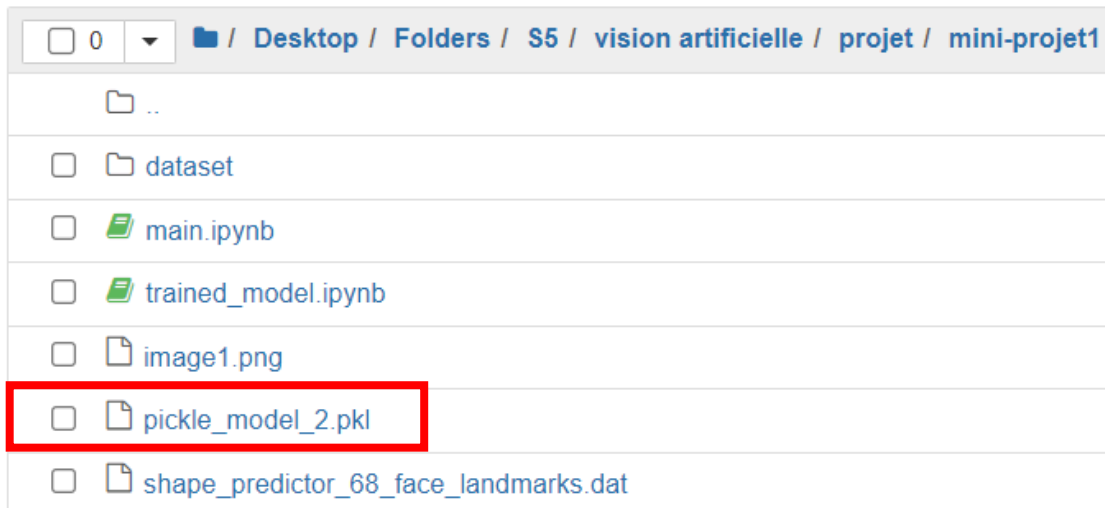 0 / Desktop / Folders / S5 / vision artificielle / projet / mini-projet1
..
dataset
main.ipynb
trained_model.ipynb
image1.png
pickle_model_2.pkl
shape_predictor_68_face_landmarks.dat